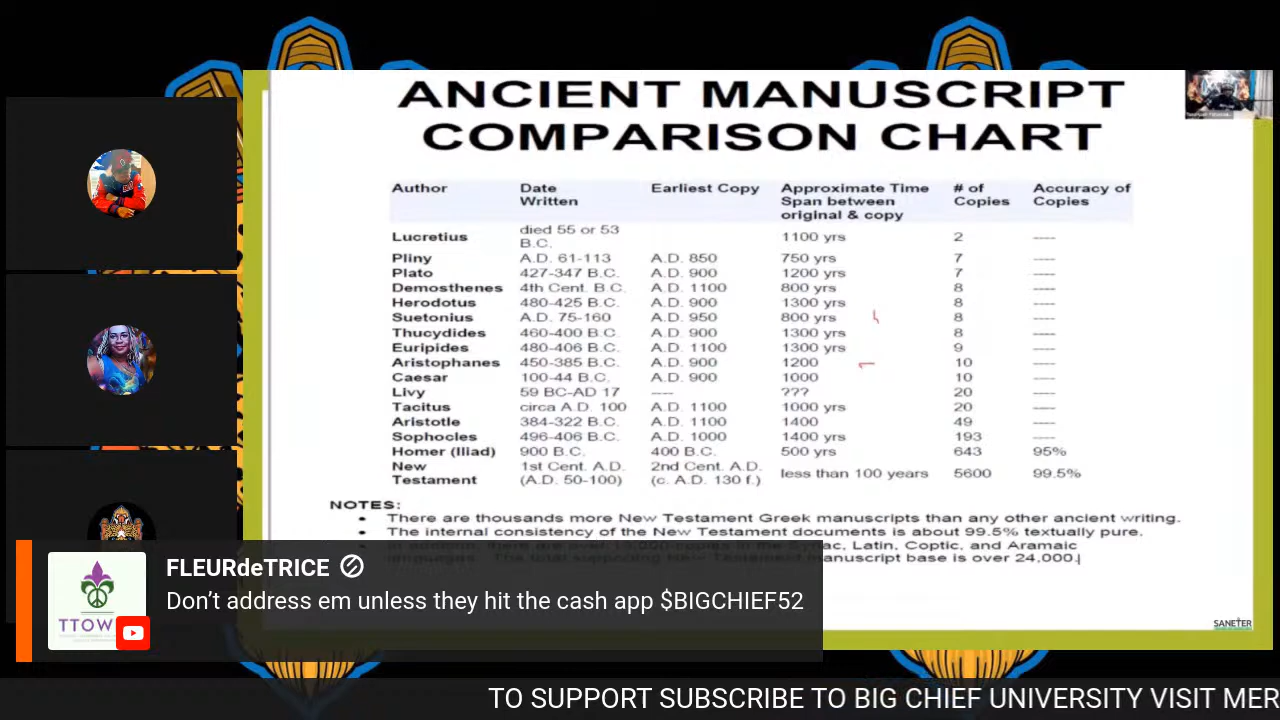 ANCIENT MANUSCRIPT
COMPARISON CHART
Author Date Written Earliest Copy Approximate Time Span between original & copy # of Copies Accuracy of Copies
Lucretius died 55 or 53 B.C. 1100 yrs 2 ----
Pliny A.D. 61-113 A.D. 850 750 yrs 7 ----
Plato 427-347 B.C. A.D. 900 1200 yrs 7 ----
Demosthenes 4th Cent. B.C. A.D. 1100 800 yrs 8 ----
Herodotus 480-425 B.C. A.D. 900 1300 yrs 8 ----
Suetonius A.D. 75-160 A.D. 950 800 yrs 8 ----
Thucydides 460-400 B.C. A.D. 900 1300 yrs 8 ----
Euripides 480-406 B.C. A.D. 1100 1300 yrs 9 ----
Aristophanes 450-385 B.C. A.D. 900 1200 10 ----
Caesar 100-44 B.C. A.D. 900 1000 10 ----
Livy 59 BC-AD 17 ---- ??? 20 ----
Tacitus circa A.D. 100 A.D. 1100 1000 yrs 20 ----
Aristotle 384-322 B.C. A.D. 1100 1400 49 ----
Sophocles 496-406 B.C. A.D. 1000 1400 yrs 193 ----
Homer (Iliad) 900 B.C. 400 B.C. 500 yrs 643 95%
New Testament 1st Cent. A.D. (A.D. 50-100) 2nd Cent. A.D. (c. A.D. 130 f.) less than 100 years 5600 99.5%
NOTES:
• There are thousands more New Testament Greek manuscripts than any other ancient writing.
• The internal consistency of the New Testament documents is about 99.5% textually pure.
Latin, Coptic, and Aramaic
manuscript base is over 24,000.
SANETER
FLEURdeTRICE
Don't address em unless they hit the cash app $BIGCHIEF52
TTOW
TO SUPPORT SUBSCRIBE TO BIG CHIEF UNIVERSITY VISIT MER